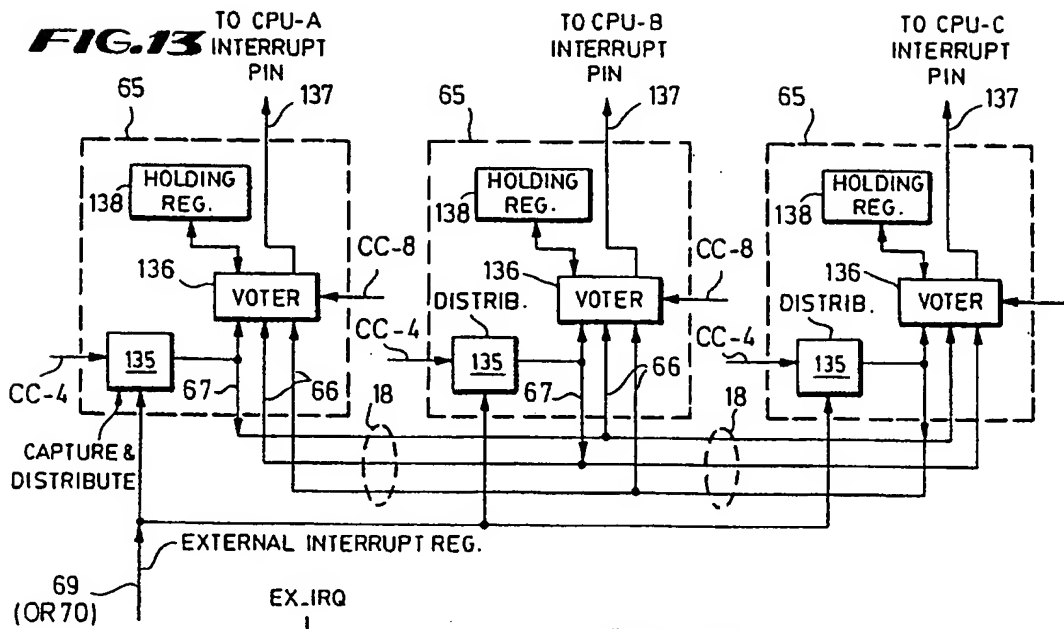 FIG.13
TO CPU-A
INTERRUPT
PIN
TO CPU-B
INTERRUPT
PIN
TO CPU-C
INTERRUPT
PIN
65
137
65
137
65
137
HOLDING
REG.
138
HOLDING
REG.
138
HOLDING
REG.
138
136
VOTER
CC-8
136
VOTER
CC-8
136
VOTER
DISTRIB.
DISTRIB.
CC-4
135
CC-4
135
CC-4
135
67
66
67
66
18
18
CAPTURE &
DISTRIBUTE
EXTERNAL INTERRUPT REG.
69
(OR 70)
EX_IRQ